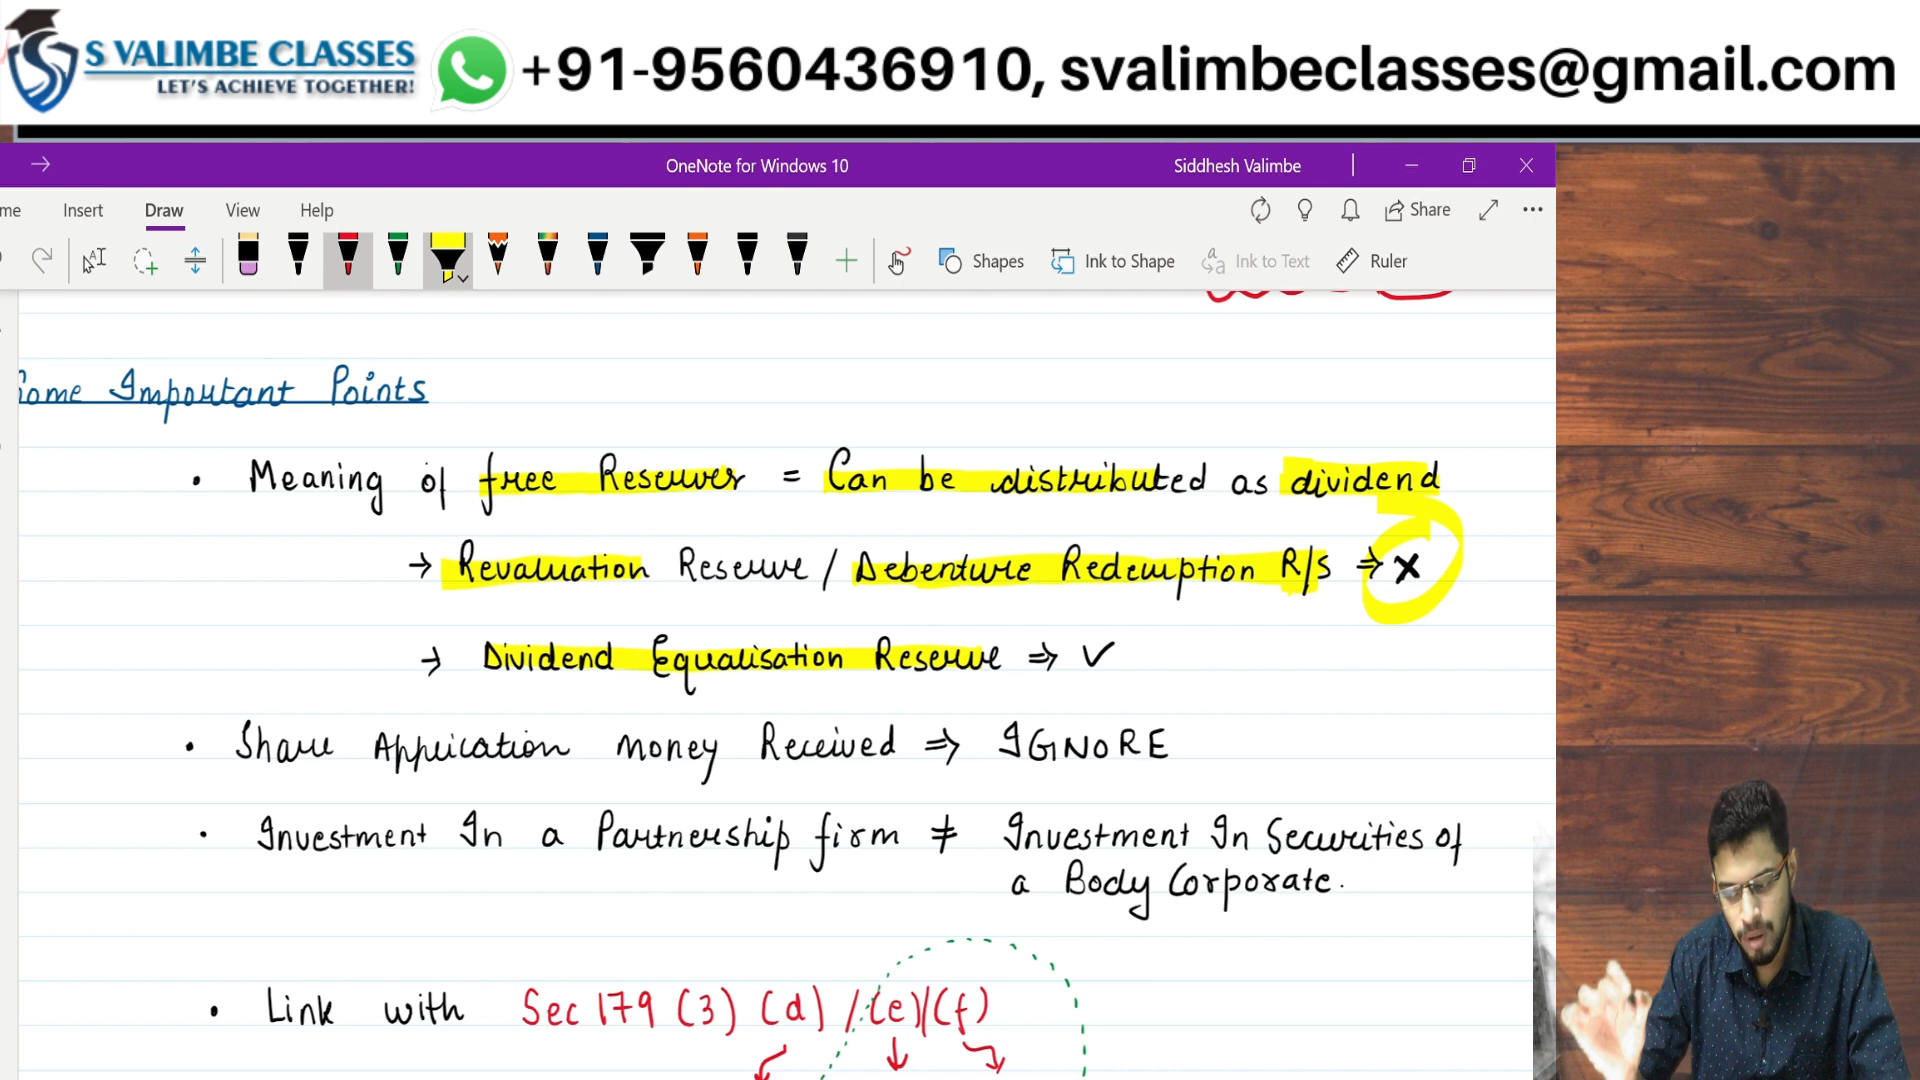 S VALIMBE CLASSES
LET'S ACHIEVE TOGETHER!
+91-9560436910, svalimbeclasses@gmail.com
OneNote for Windows 10 Siddhesh Valimbe
me Insert Draw View Help Share
Shapes Ink to Shape Ink to Text Ruler
Some Important Points
• Meaning of free Reserves = Can be distributed as dividend
→ Revaluation Reserve / Debenture Redemption R/s ⇒ X
→ Dividend Equalisation Reserve ⇒ ✓
• Share Application money Received ⇒ IGNORE
• Investment In a Partnership firm ≠ Investment In Securities of
a Body Corporate.
• Link with Sec 179 (3) (d) / (e)/(f)